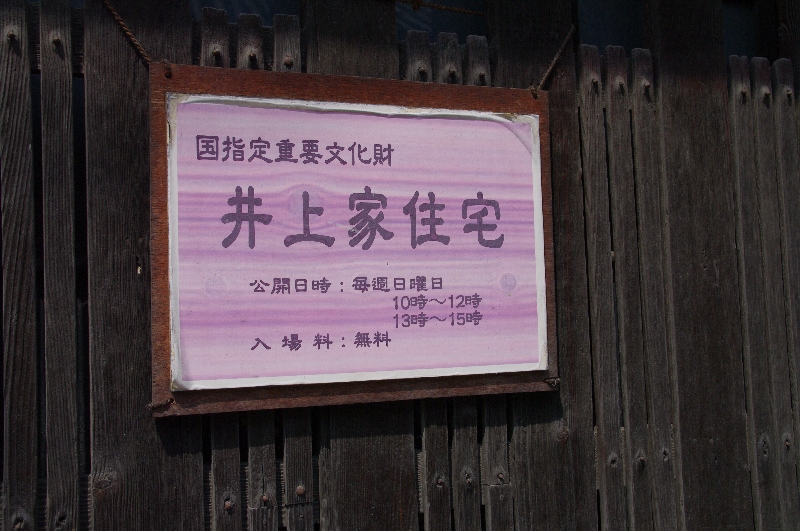 国指定重要文化財
井上家住宅
公開日時：毎週日曜日
10時～12時
13時～15時
入場料：無料